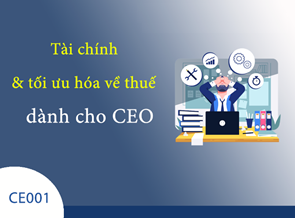 Tài chính
& tối ưu hóa về thuế
dành cho CEO
CE001